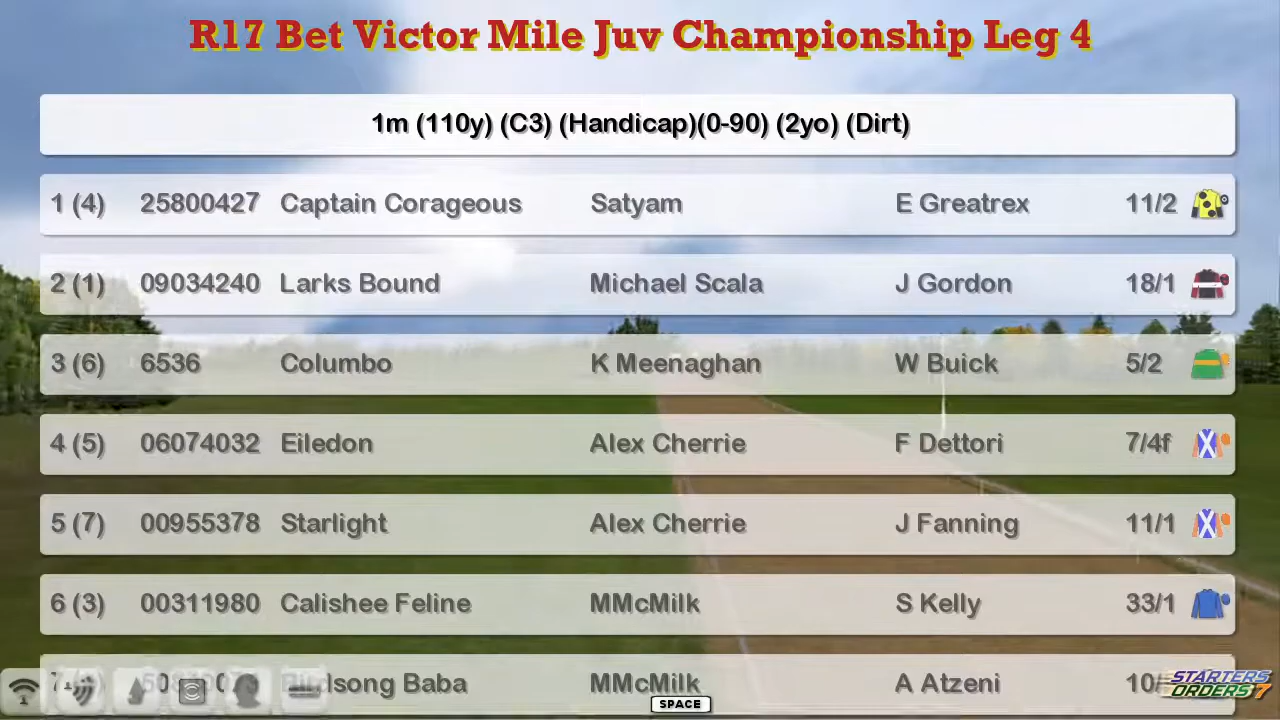 R17 Bet Victor Mile Juv Championship Leg 4
1m (110y) (C3) (Handicap)(0-90) (2yo) (Dirt)
1 (4) 25800427 Captain Corageous Satyam E Greatrex 11/2
2 (1) 09034240 Larks Bound Michael Scala J Gordon 18/1
3 (6) 6536 Columbo K Meenaghan W Buick 5/2
4 (5) 06074032 Eiledon Alex Cherrie F Dettori 7/4f
5 (7) 00955378 Starlight Alex Cherrie J Fanning 11/1
6 (3) 00311980 Calishee Feline MMcMilk S Kelly 33/1
Birdsong Baba MMcMilk A Atzeni
SPACE
STARTERS ORDERS 7